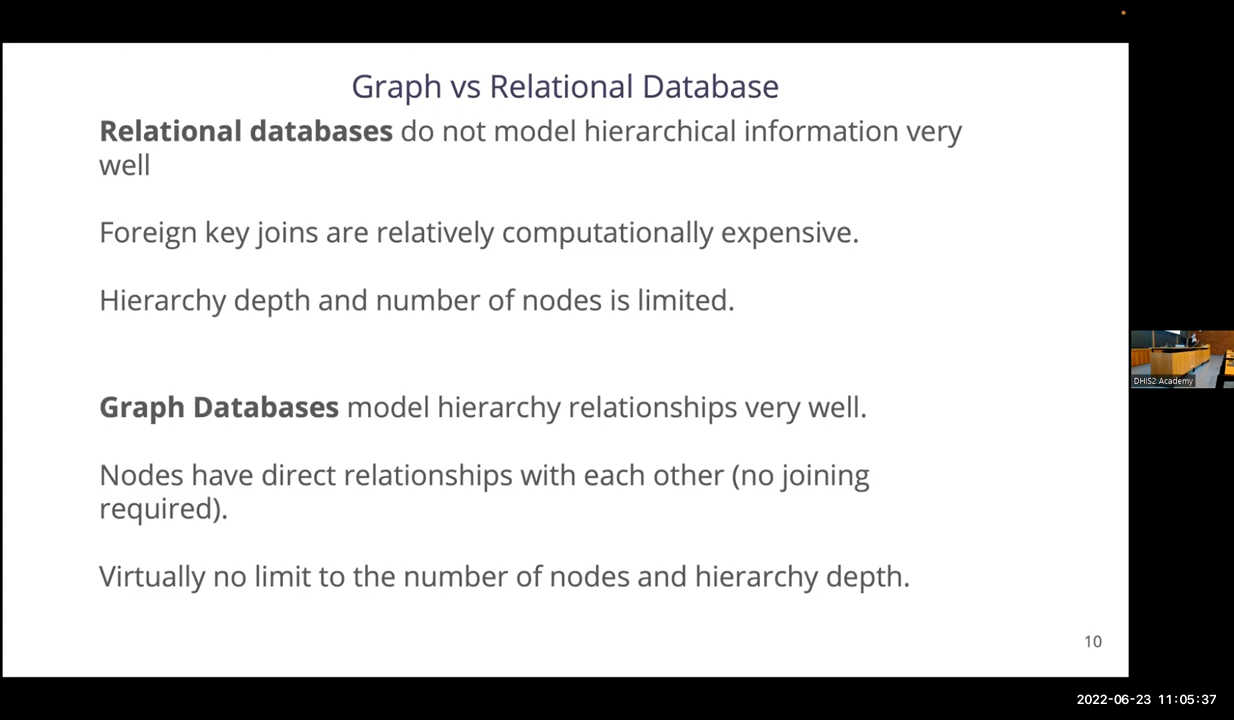 Graph vs Relational Database
Relational databases do not model hierarchical information very
well
Foreign key joins are relatively computationally expensive.
Hierarchy depth and number of nodes is limited.
Graph Databases model hierarchy relationships very well.
Nodes have direct relationships with each other (no joining
required).
Virtually no limit to the number of nodes and hierarchy depth.
10
DHIS2 Academy
2022-06-23 11:05:37